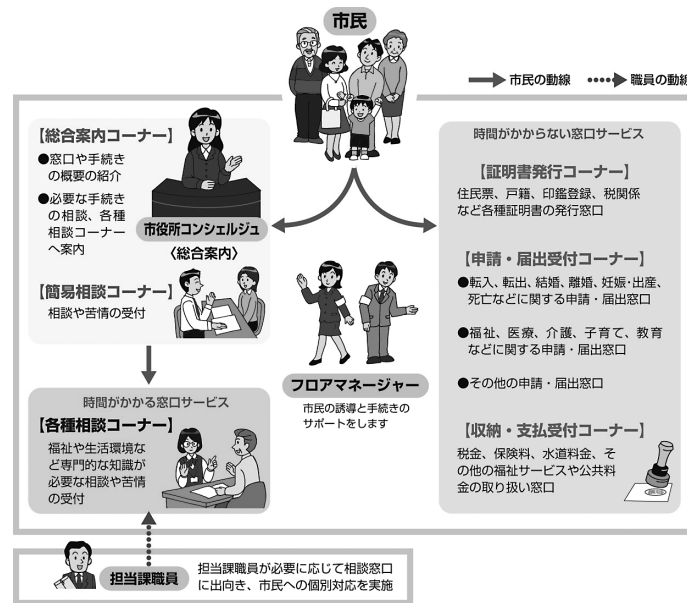 市民
市民の動線
職員の動線
【総合案内コーナー】
●窓口や手続き
の概要の紹介
●必要な手続き
の相談、各種
相談コーナー
へ案内
市役所コンシェルジュ
〈総合案内〉
【簡易相談コーナー】
相談や苦情の受付
時間がかかる窓口サービス
【各種相談コーナー】
福祉や生活環境な
ど専門的な知識が
必要な相談や苦情
の受付
フロアマネージャー
市民の誘導と手続きの
サポートをします
時間がかからない窓口サービス
【証明書発行コーナー】
住民票、戸籍、印鑑登録、税関係
など各種証明書の発行窓口
【申請・届出受付コーナー】
●転入、転出、結婚、離婚、妊娠・出産、
死亡などに関する申請・届出窓口
●福祉、医療、介護、子育て、教育
などに関する申請・届出窓口
●その他の申請・届出窓口
【収納・支払受付コーナー】
税金、保険料、水道料金、そ
の他の福祉サービスや公共料
金の取り扱い窓口
担当課職員
担当課職員が必要に応じて相談窓口
に出向き、市民への個別対応を実施